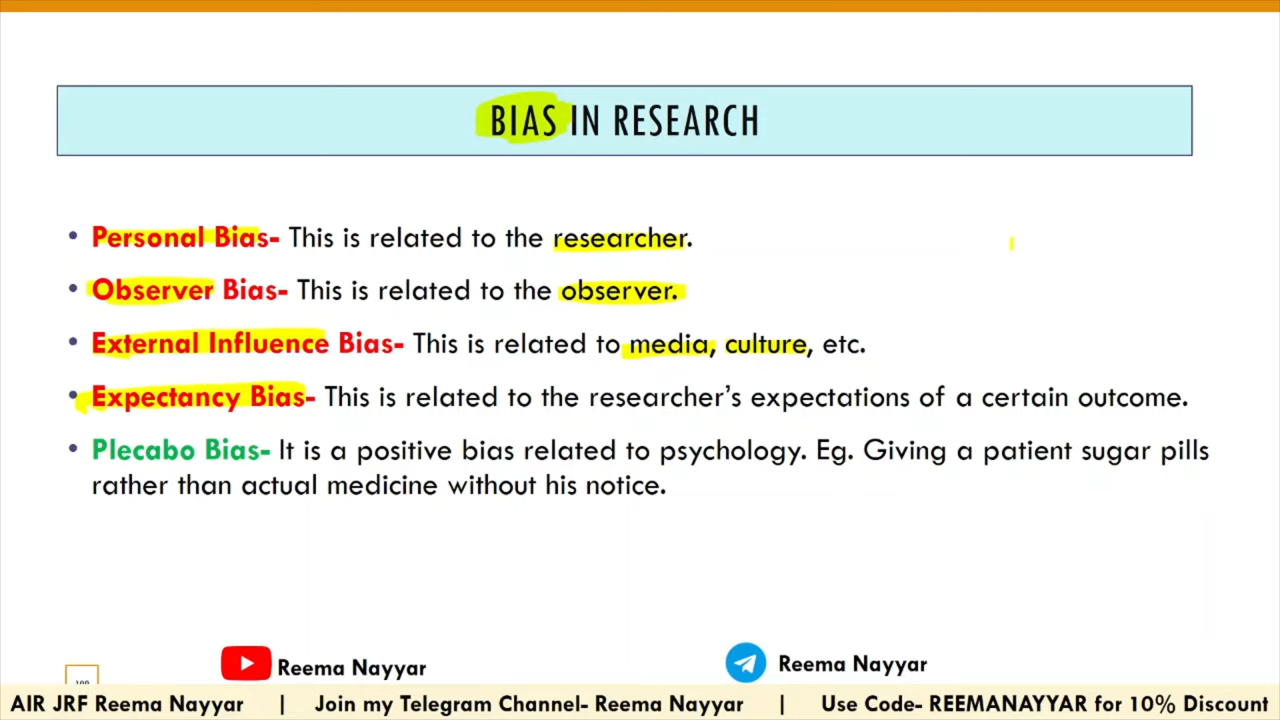 BIAS IN RESEARCH
• Personal Bias- This is related to the researcher.
• Observer Bias- This is related to the observer.
• External Influence Bias- This is related to media, culture, etc.
• Expectancy Bias- This is related to the researcher’s expectations of a certain outcome.
• Plecabo Bias- It is a positive bias related to psychology. Eg. Giving a patient sugar pills
rather than actual medicine without his notice.
Reema Nayyar
Reema Nayyar
AIR JRF Reema Nayyar | Join my Telegram Channel- Reema Nayyar | Use Code- REEMANAYYAR for 10% Discount